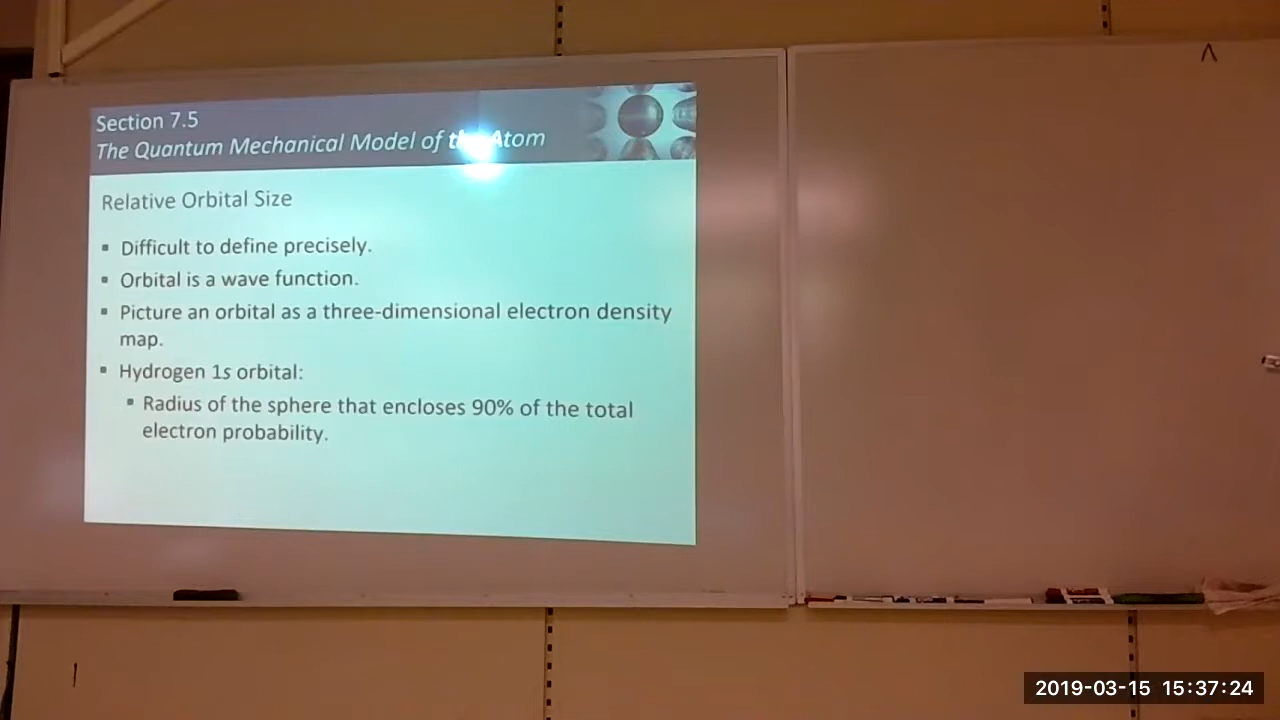 Section 7.5
The Quantum Mechanical Model of the Atom
Relative Orbital Size
▪ Difficult to define precisely.
▪ Orbital is a wave function.
▪ Picture an orbital as a three-dimensional electron density
map.
▪ Hydrogen 1s orbital:
▪ Radius of the sphere that encloses 90% of the total
electron probability.
2019-03-15 15:37:24